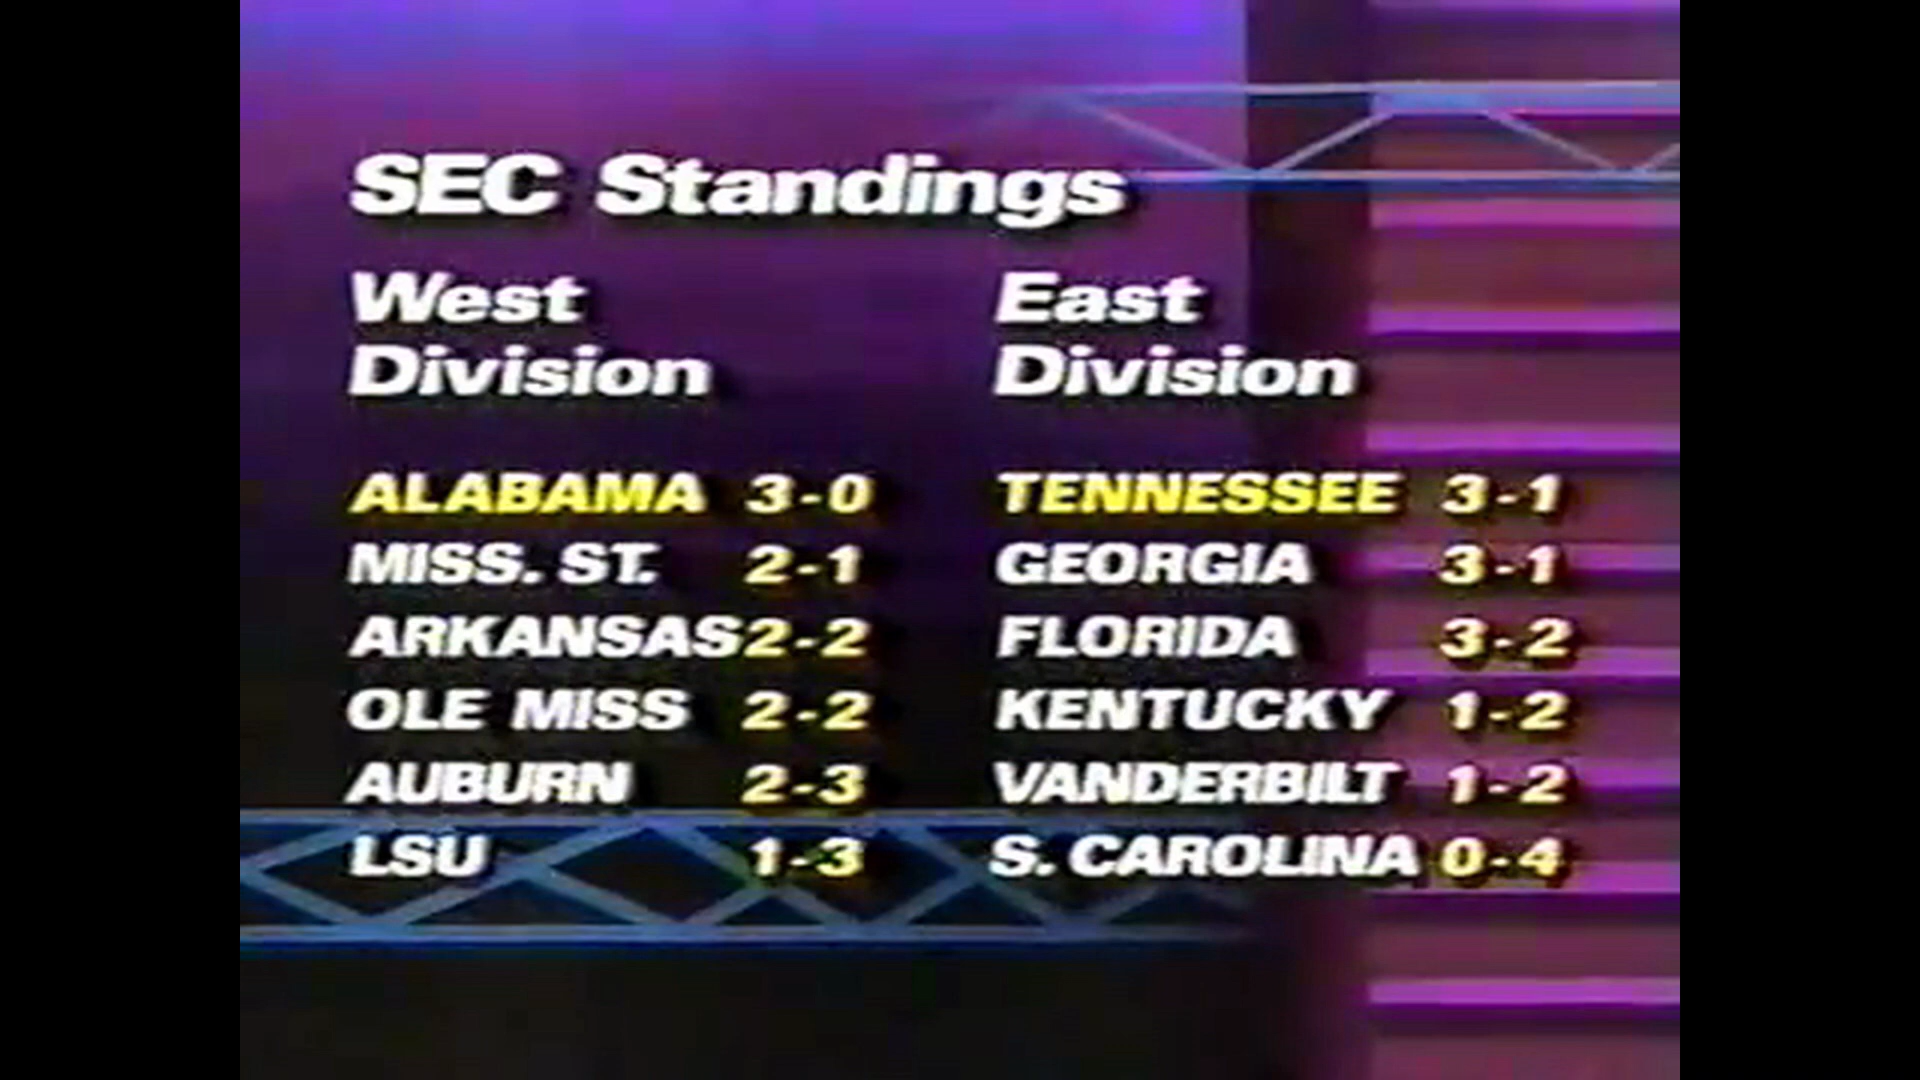 SEC Standings
West Division
ALABAMA 3-0
MISS. ST. 2-1
ARKANSAS 2-2
OLE MISS 2-2
AUBURN 2-3
LSU 1-3
East Division
TENNESSEE 3-1
GEORGIA 3-1
FLORIDA 3-2
KENTUCKY 1-2
VANDERBILT 1-2
S. CAROLINA 0-4